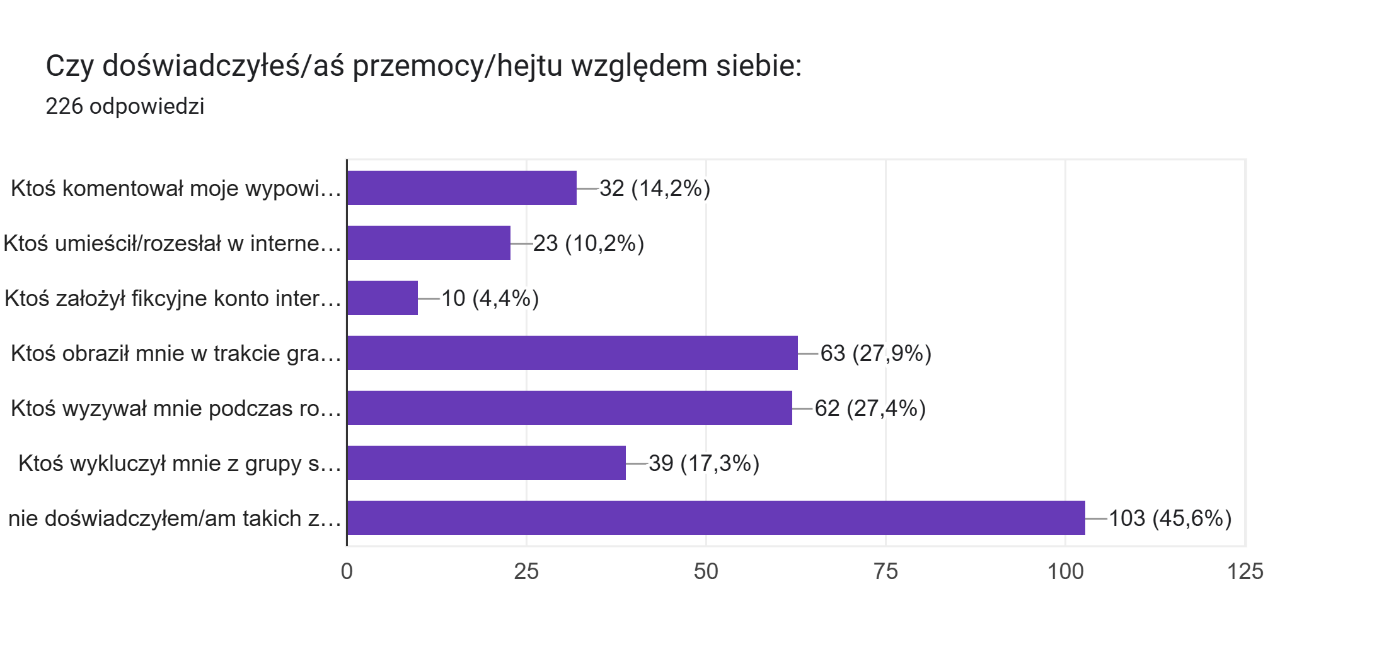 Czy doświadczyłeś/aś przemocy/hejtu względem siebie:
226 odpowiedzi
Ktoś komentował moje wypowi… 32 (14,2%)
Ktoś umieścił/rozesłał w interne… 23 (10,2%)
Ktoś założył fikcyjne konto inter… 10 (4,4%)
Ktoś obraził mnie w trakcie gra… 63 (27,9%)
Ktoś wyzywał mnie podczas ro… 62 (27,4%)
Ktoś wykluczył mnie z grupy s… 39 (17,3%)
nie doświadczyłem/am takich z… 103 (45,6%)
0 25 50 75 100 125